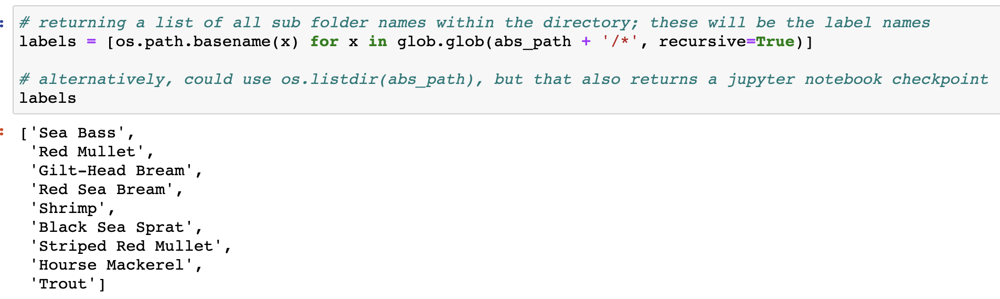 # returning a list of all sub folder names within the directory; these will be the label names
labels = [os.path.basename(x) for x in glob.glob(abs_path + '/*', recursive=True)]
# alternatively, could use os.listdir(abs_path), but that also returns a jupyter notebook checkpoint
labels
['Sea Bass',
'Red Mullet',
'Gilt-Head Bream',
'Red Sea Bream',
'Shrimp',
'Black Sea Sprat',
'Striped Red Mullet',
'Hourse Mackerel',
'Trout']